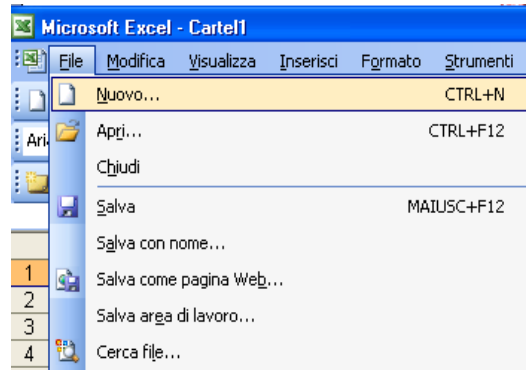 Microsoft Excel - Cartel1
File Modifica Visualizza Inserisci Formato Strumenti
Nuovo... CTRL+N
Ari
Apri... CTRL+F12
Chiudi
Salva MAIUSC+F12
Salva con nome...
1
Salva come pagina Web...
2
Salva area di lavoro...
3
4
Cerca file...